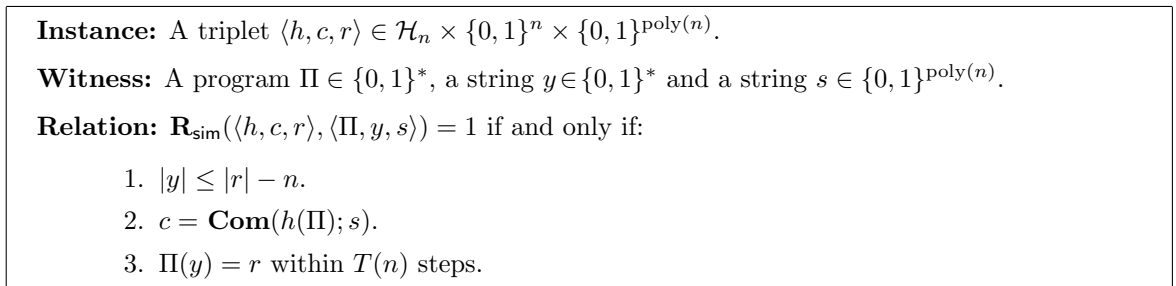 Instance: A triplet ⟨h, c, r⟩ ∈ ℋₙ × {0, 1}ⁿ × {0, 1}^poly(n).
Witness: A program Π ∈ {0, 1}*, a string y ∈ {0, 1}* and a string s ∈ {0, 1}^poly(n).
Relation: R_sim(⟨h, c, r⟩, ⟨Π, y, s⟩) = 1 if and only if:
1. |y| ≤ |r| − n.
2. c = Com(h(Π); s).
3. Π(y) = r within T(n) steps.